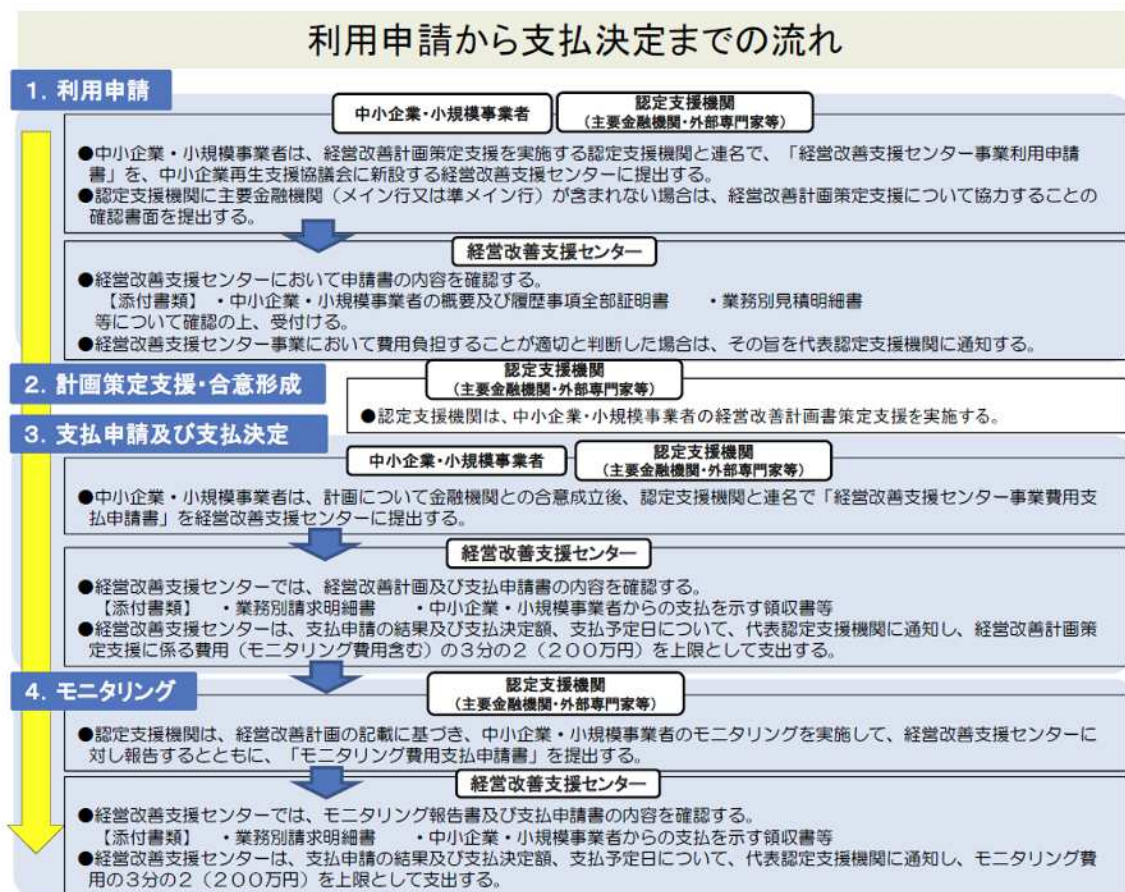 利用申請から支払決定までの流れ
1. 利用申請
中小企業・小規模事業者
認定支援機関
(主要金融機関・外部専門家等)
●中小企業・小規模事業者は、経営改善計画策定支援を実施する認定支援機関と連名で、「経営改善支援センター事業利用申請
書」を、中小企業再生支援協議会に新設する経営改善支援センターに提出する。
●認定支援機関に主要金融機関（メイン行又は準メイン行）が含まれない場合は、経営改善計画策定支援について協力することの
確認書面を提出する。
経営改善支援センター
●経営改善支援センターにおいて申請書の内容を確認する。
【添付書類】 ・中小企業・小規模事業者の概要及び履歴事項全部証明書 ・業務別見積明細書
等について確認の上、受付ける。
●経営改善支援センター事業において費用負担することが適切と判断した場合は、その旨を代表認定支援機関に通知する。
2. 計画策定支援・合意形成
認定支援機関
(主要金融機関・外部専門家等)
●認定支援機関は、中小企業・小規模事業者の経営改善計画書策定支援を実施する。
3. 支払申請及び支払決定
中小企業・小規模事業者
認定支援機関
(主要金融機関・外部専門家等)
●中小企業・小規模事業者は、計画について金融機関との合意成立後、認定支援機関と連名で「経営改善支援センター事業費用支
払申請書」を経営改善支援センターに提出する。
経営改善支援センター
●経営改善支援センターでは、経営改善計画及び支払申請書の内容を確認する。
【添付書類】 ・業務別請求明細書 ・中小企業・小規模事業者からの支払を示す領収書等
●経営改善支援センターは、支払申請の結果及び支払決定額、支払予定日について、代表認定支援機関に通知し、経営改善計画策
定支援に係る費用（モニタリング費用含む）の３分の２（２００万円）を上限として支出する。
4. モニタリング
認定支援機関
(主要金融機関・外部専門家等)
●認定支援機関は、経営改善計画の記載に基づき、中小企業・小規模事業者のモニタリングを実施して、経営改善支援センターに
対し報告するとともに、「モニタリング費用支払申請書」を提出する。
経営改善支援センター
●経営改善支援センターでは、モニタリング報告書及び支払申請書の内容を確認する。
【添付書類】 ・業務別請求明細書 ・中小企業・小規模事業者からの支払を示す領収書等
●経営改善支援センターは、支払申請の結果及び支払決定額、支払予定日について、代表認定支援機関に通知し、モニタリング費
用の３分の２（２００万円）を上限として支出する。